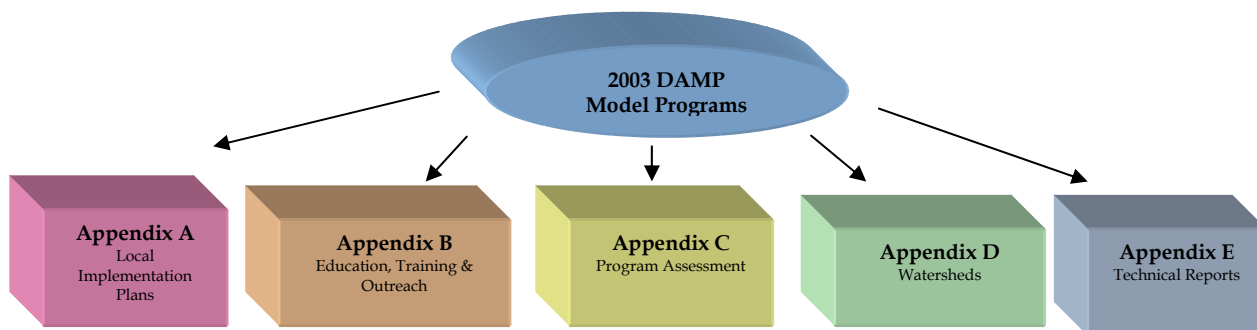 2003 DAMP
Model Programs
Appendix A
Local
Implementation
Plans
Appendix B
Education, Training &
Outreach
Appendix C
Program Assessment
Appendix D
Watersheds
Appendix E
Technical Reports